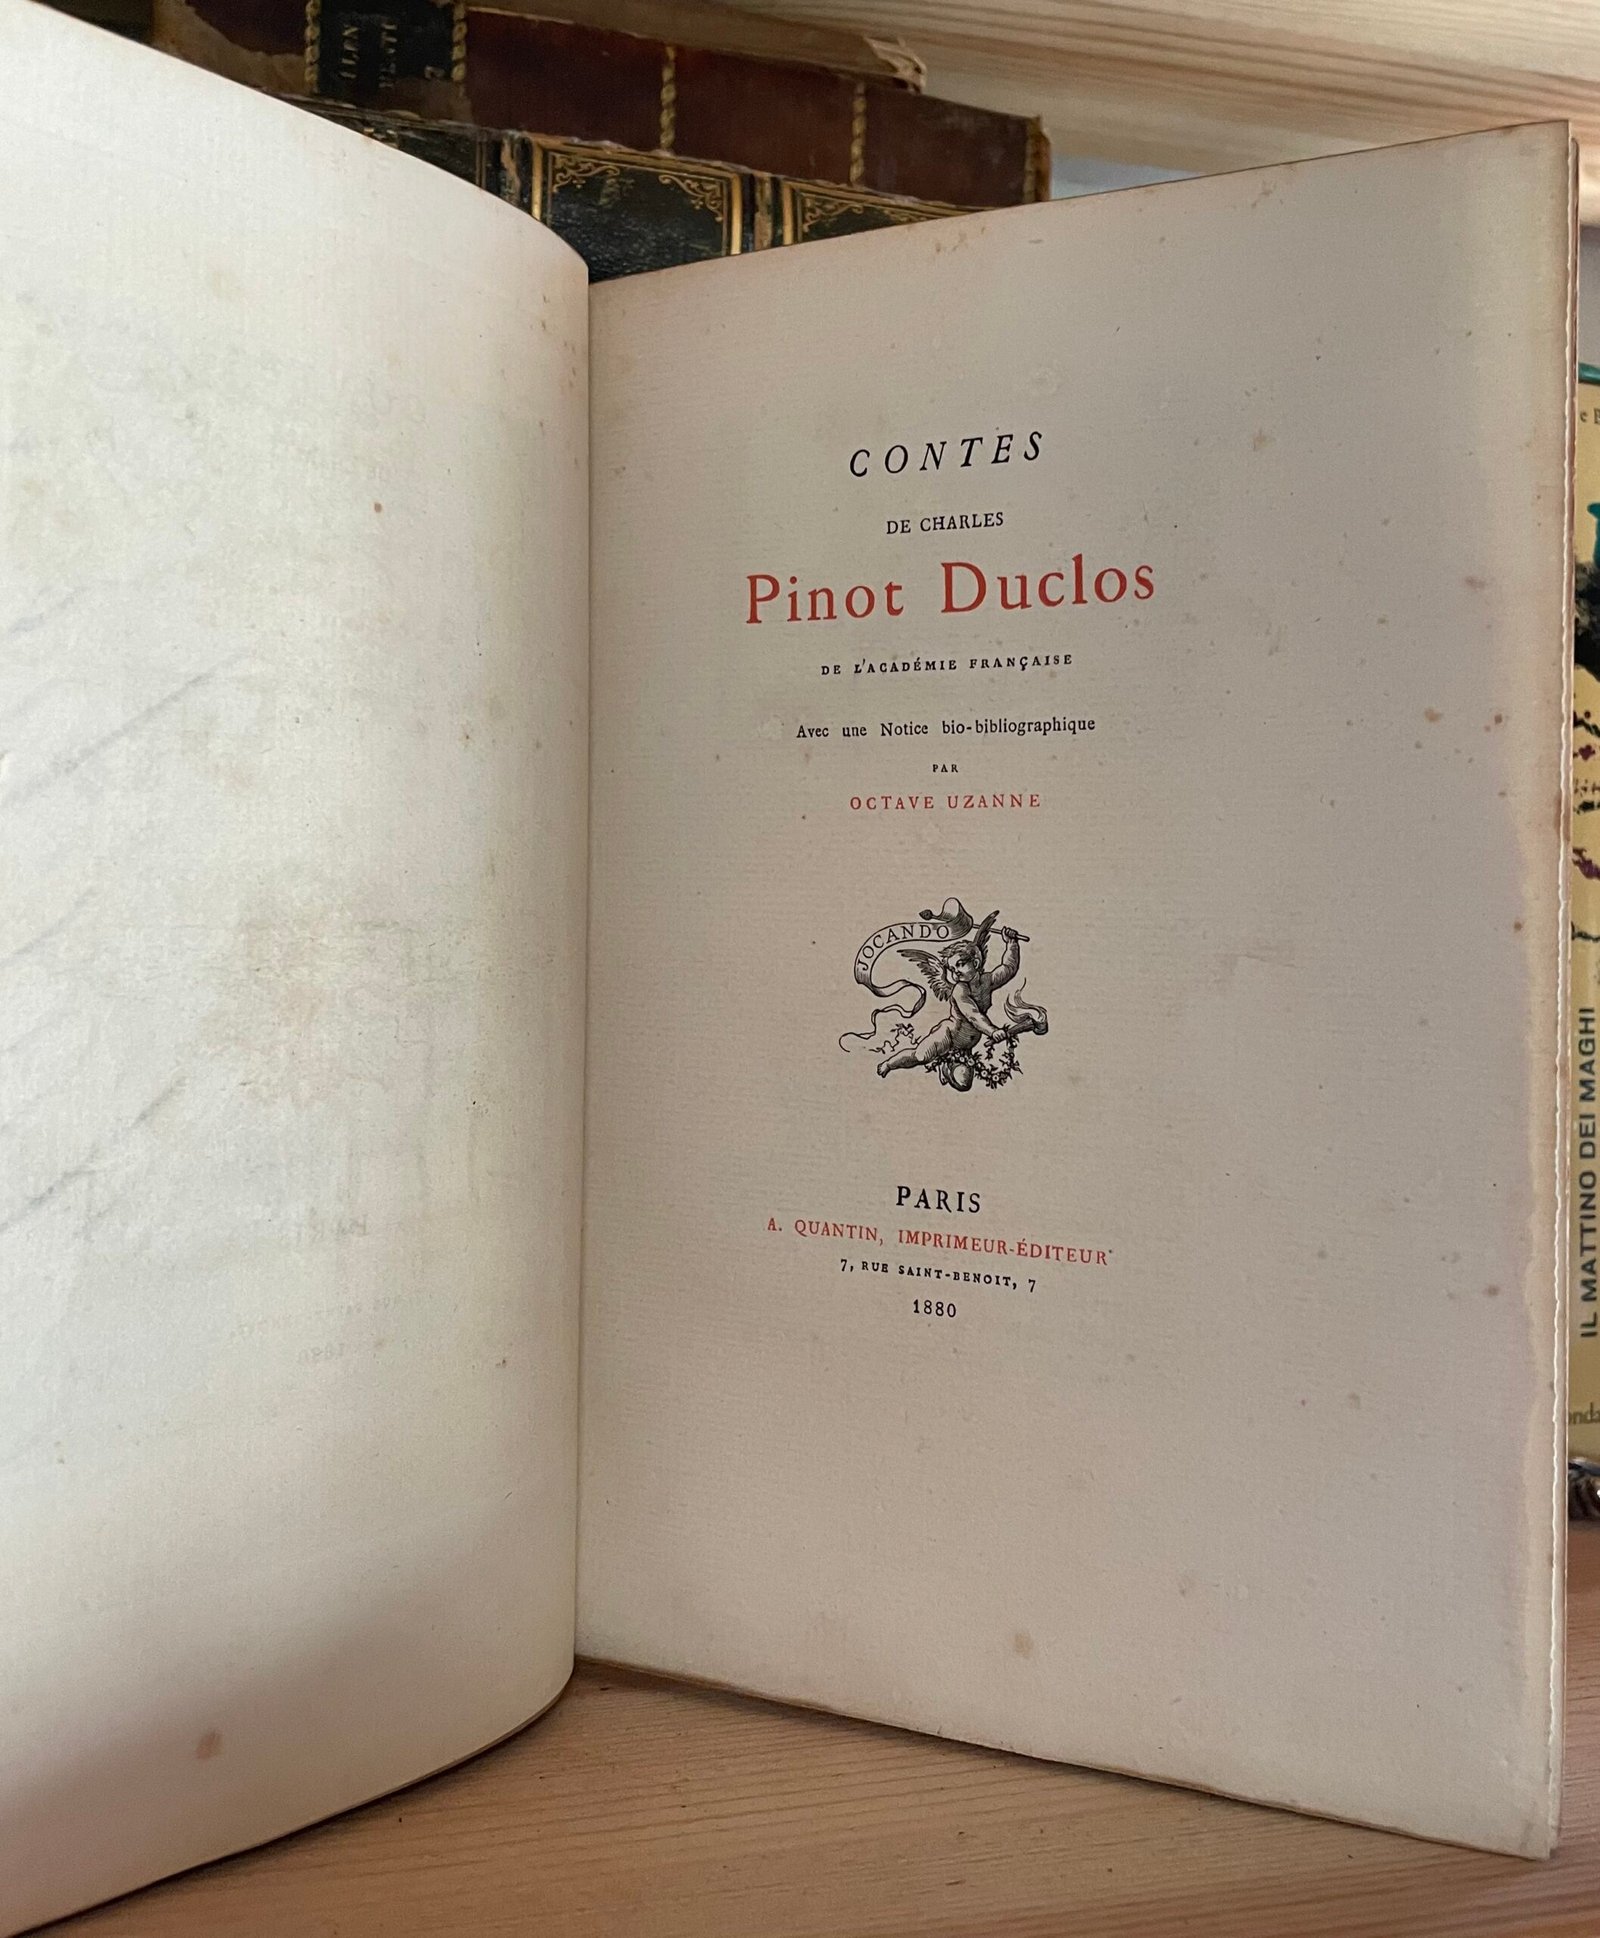 CONTES
DE CHARLES
Pinot Duclos
DE L'ACADÉMIE FRANÇAISE
Avec une Notice bio-bibliographique
PAR
OCTAVE UZANNE
JOCANDO
PARIS
A. QUANTIN, IMPRIMEUR-ÉDITEUR
7, RUE SAINT-BENOIT, 7
1880
IL MATTINO DEI MAGHI